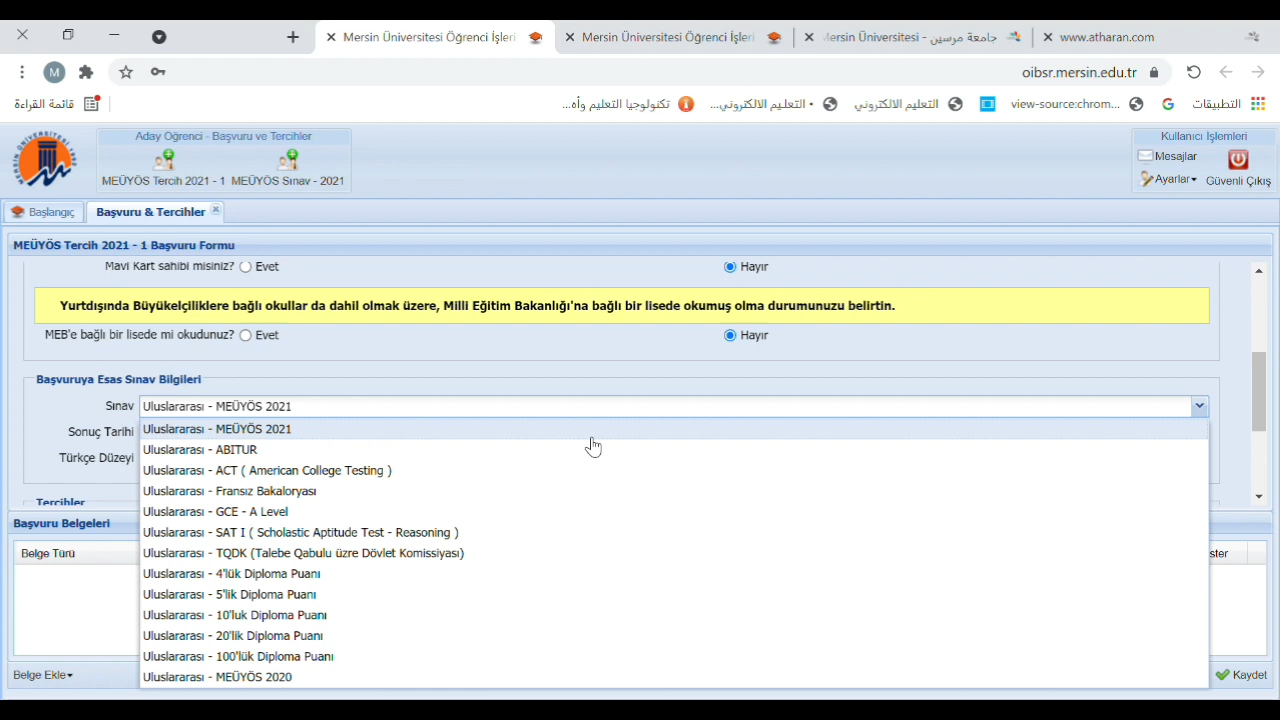 Mersin Üniversitesi Öğrenci İşleri
Mersin Üniversitesi Öğrenci İşleri
ersin Üniversitesi - جامعة مرسين
www.atharan.com
M
oibsr.mersin.edu.tr
قائمة القراءة
تكنولوجيا التعليم وأه...
التعليم الالكتروني...
التعليم الالكتروني
view-source:chrom...
التطبيقات
Aday Öğrenci - Başvuru ve Tercihler
MEÜYÖS Tercih 2021 - 1
MEÜYÖS Sınav - 2021
Kullanıcı İşlemleri
Mesajlar
Ayarlar
Güvenli Çıkış
Başlangıç
Başvuru & Tercihler
MEÜYÖS Tercih 2021 - 1 Başvuru Formu
Mavi Kart sahibi misiniz? Evet Hayır
Yurtdışında Büyükelçiliklere bağlı okullar da dahil olmak üzere, Milli Eğitim Bakanlığı'na bağlı bir lisede okumuş olma durumunuzu belirtin.
MEB'e bağlı bir lisede mi okudunuz? Evet Hayır
Başvuruya Esas Sınav Bilgileri
Sınav Uluslararası - MEÜYÖS 2021
Sonuç Tarihi
Türkçe Düzeyi
Uluslararası - MEÜYÖS 2021
Uluslararası - ABITUR
Uluslararası - ACT ( American College Testing )
Uluslararası - Fransız Bakaloryası
Uluslararası - GCE - A Level
Uluslararası - SAT I ( Scholastic Aptitude Test - Reasoning )
Uluslararası - TQDK (Talebe Qabulu üzre Dövlet Komissiyası)
Uluslararası - 4'lük Diploma Puanı
Uluslararası - 5'lik Diploma Puanı
Uluslararası - 10'luk Diploma Puanı
Uluslararası - 20'lik Diploma Puanı
Uluslararası - 100'lük Diploma Puanı
Uluslararası - MEÜYÖS 2020
Tercihler
Başvuru Belgeleri
Belge Türü
ster
Belge Ekle
Kaydet